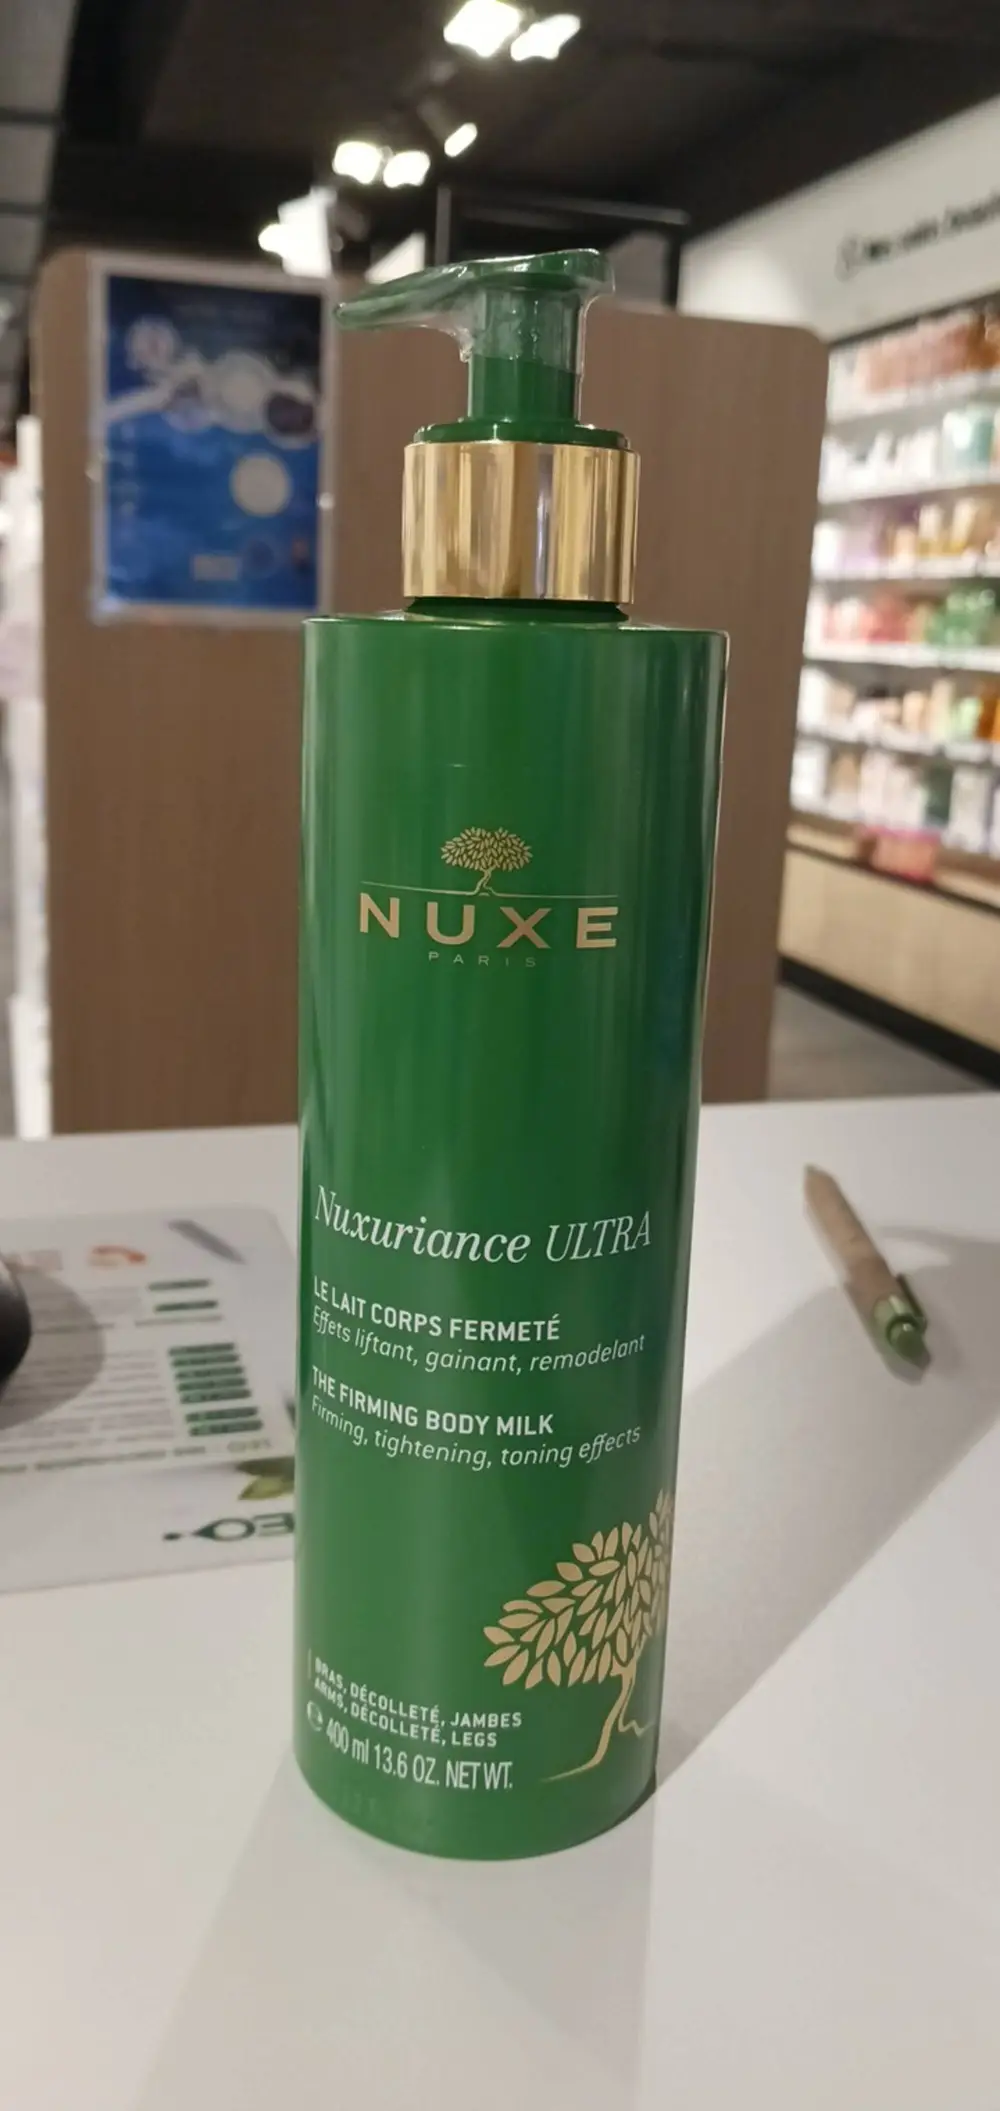 NUXE
PARIS
Nuxuriance ULTRA
LE LAIT CORPS FERMETÉ
Effets liftant, gainant, remodelant
THE FIRMING BODY MILK
Firming, tightening, toning effects
BRAS, DÉCOLLETÉ, JAMBES
ARMS, DÉCOLLETÉ, LEGS
400 ml 13.6 OZ. NET WT.